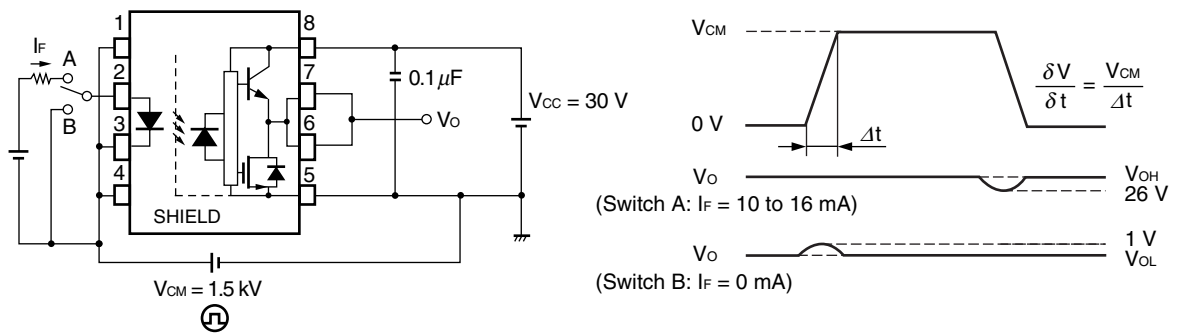 1
8
IF
A
2
7
0.1 μF
VCC = 30 V
B
VO
3
6
4
5
SHIELD
VCM = 1.5 kV
VCM
δV/δt = VCM/Δt
0 V
Δt
VO
VOH
26 V
(Switch A: IF = 10 to 16 mA)
1 V
VO
VOL
(Switch B: IF = 0 mA)